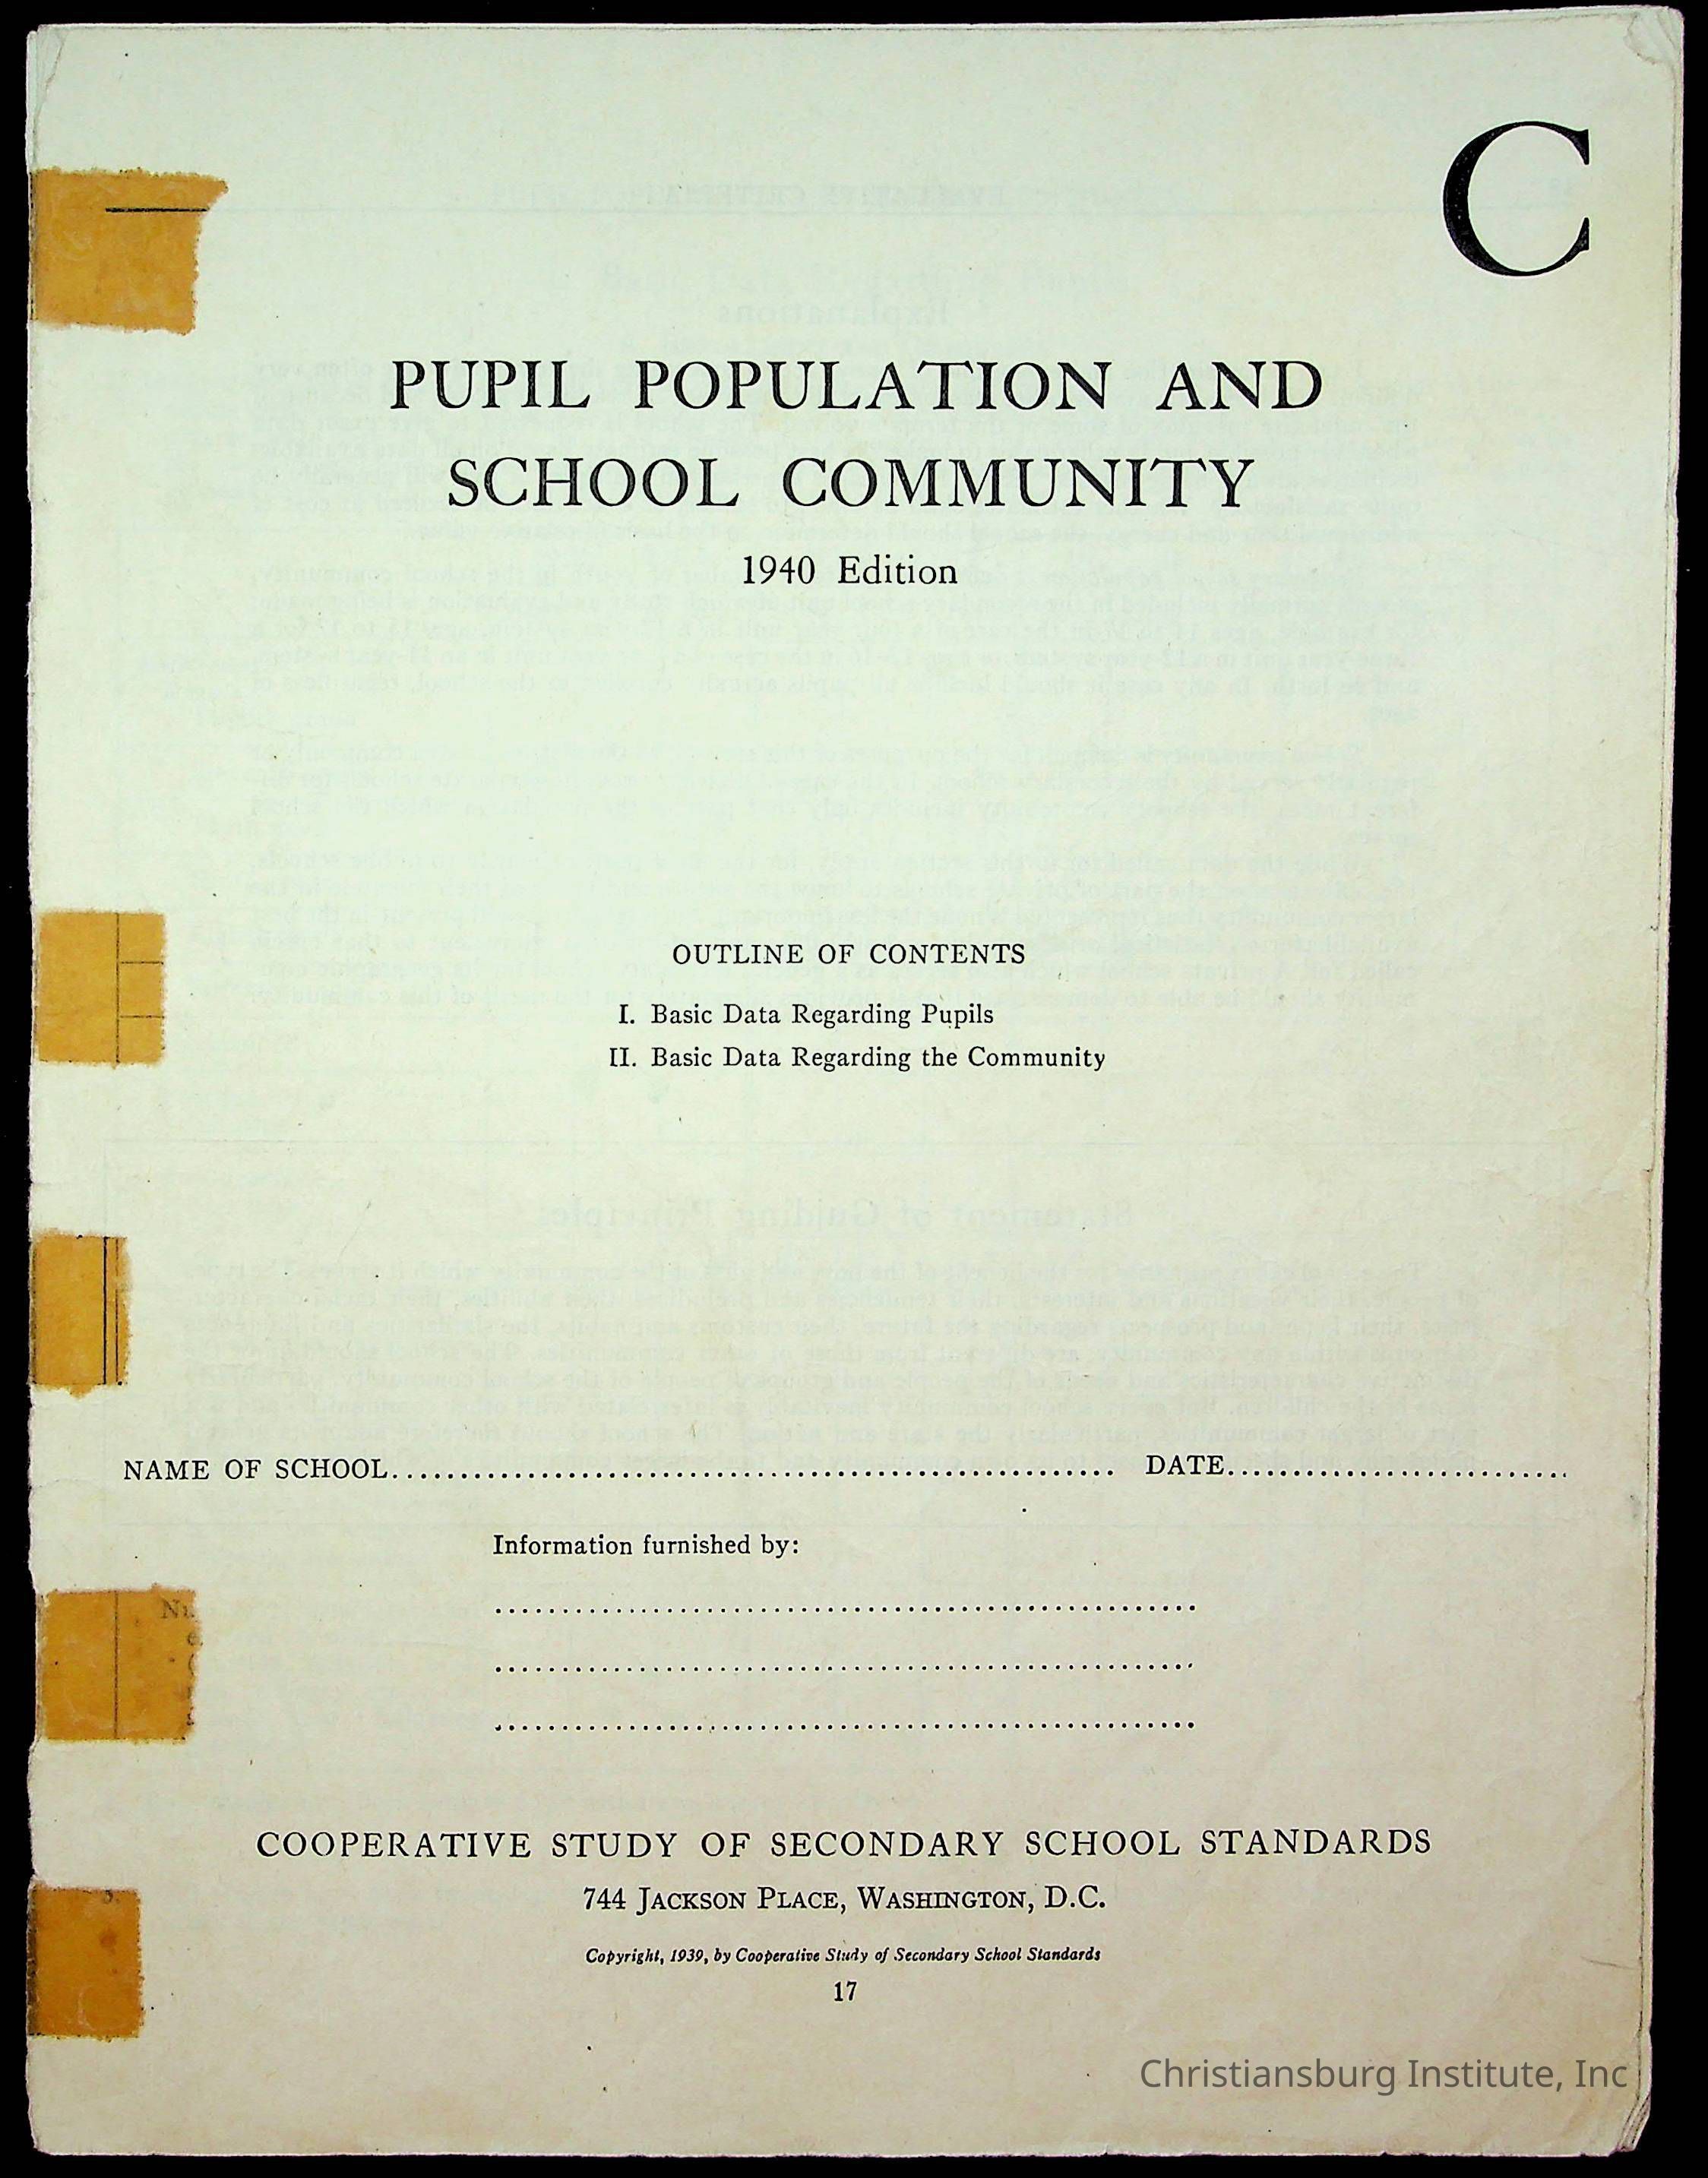 C
PUPIL POPULATION AND
SCHOOL COMMUNITY
1940 Edition
OUTLINE OF CONTENTS
I. Basic Data Regarding Pupils
II. Basic Data Regarding the Community
NAME OF SCHOOL........................................................ DATE..........................
Information furnished by:
.....................................................
.....................................................
.....................................................
COOPERATIVE STUDY OF SECONDARY SCHOOL STANDARDS
744 JACKSON PLACE, WASHINGTON, D.C.
Copyright, 1939, by Cooperative Study of Secondary School Standards
17
Christiansburg Institute, Inc